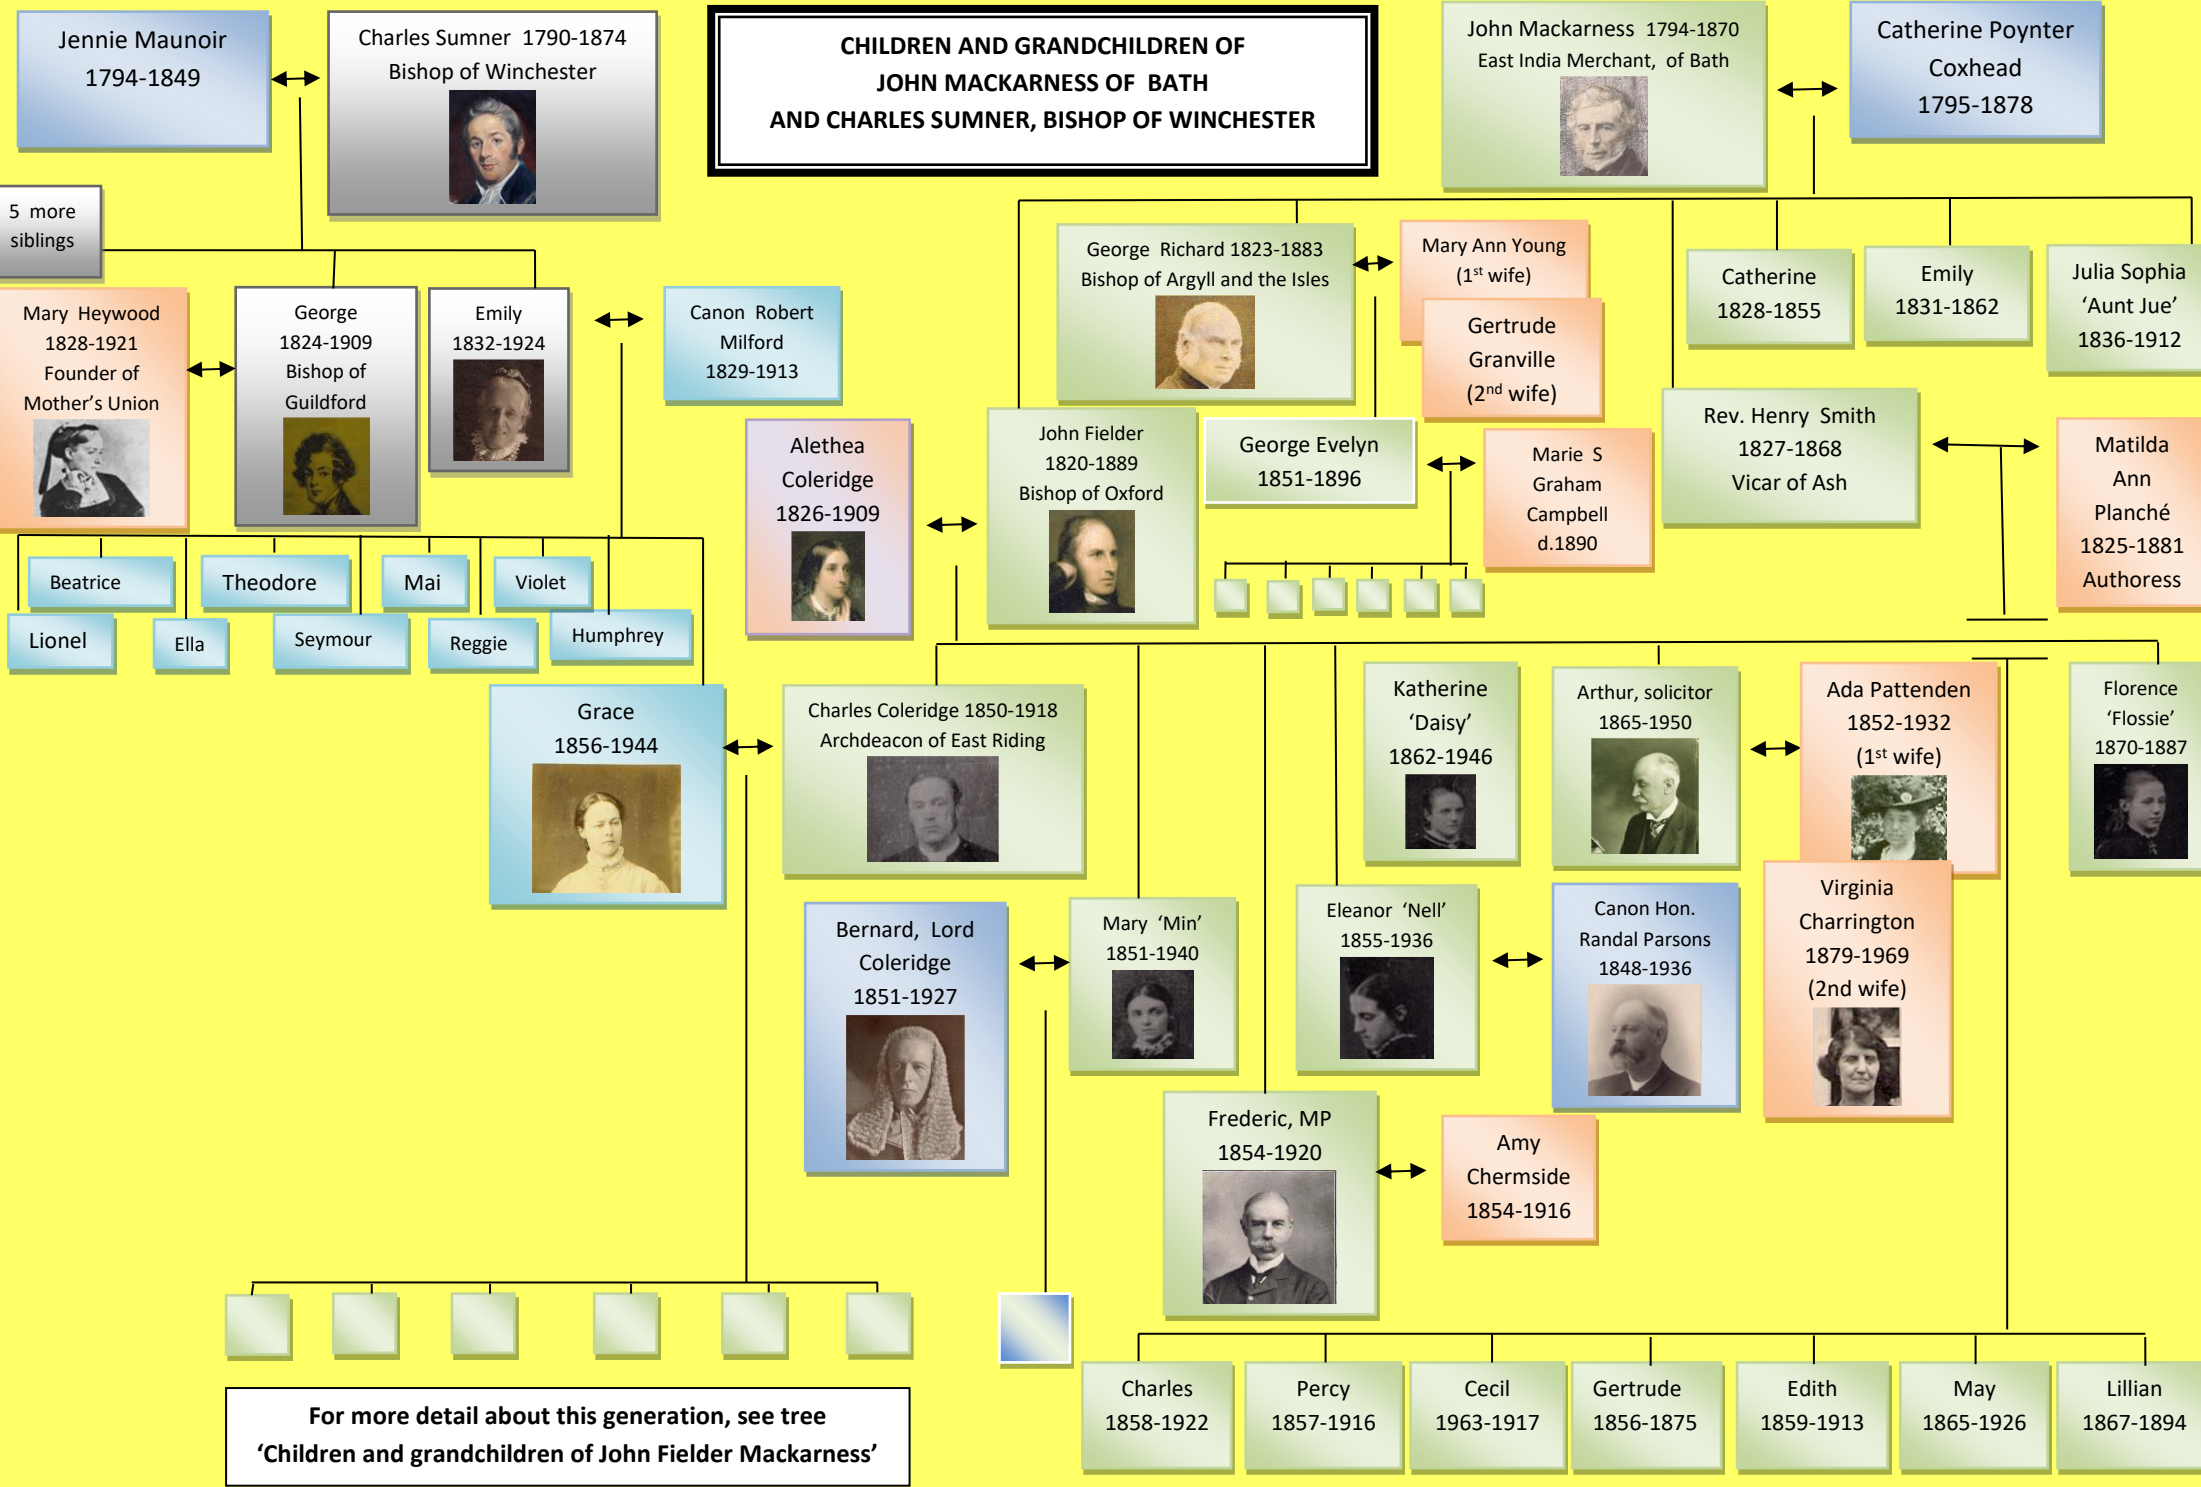 Jennie Maunoir
1794-1849
Charles Sumner 1790-1874
Bishop of Winchester
CHILDREN AND GRANDCHILDREN OF
JOHN MACKARNESS OF BATH
AND CHARLES SUMNER, BISHOP OF WINCHESTER
John Mackarness 1794-1870
East India Merchant, of Bath
Catherine Poynter
Coxhead
1795-1878
5 more
siblings
Mary Heywood
1828-1921
Founder of
Mother's Union
George
1824-1909
Bishop of
Guildford
Emily
1832-1924
Canon Robert
Milford
1829-1913
George Richard 1823-1883
Bishop of Argyll and the Isles
Mary Ann Young
(1st wife)
Gertrude
Granville
(2nd wife)
Catherine
1828-1855
Emily
1831-1862
Julia Sophia
‘Aunt Jue’
1836-1912
Alethea
Coleridge
1826-1909
John Fielder
1820-1889
Bishop of Oxford
George Evelyn
1851-1896
Marie S
Graham
Campbell
d.1890
Rev. Henry Smith
1827-1868
Vicar of Ash
Matilda
Ann
Planché
1825-1881
Authoress
Beatrice
Theodore
Mai
Violet
Lionel
Ella
Seymour
Reggie
Humphrey
Grace
1856-1944
Charles Coleridge 1850-1918
Archdeacon of East Riding
Katherine
‘Daisy’
1862-1946
Arthur, solicitor
1865-1950
Ada Pattenden
1852-1932
(1st wife)
Florence
‘Flossie’
1870-1887
Bernard, Lord
Coleridge
1851-1927
Mary ‘Min’
1851-1940
Eleanor ‘Nell’
1855-1936
Canon Hon.
Randal Parsons
1848-1936
Virginia
Charrington
1879-1969
(2nd wife)
Frederic, MP
1854-1920
Amy
Chermside
1854-1916
Charles
1858-1922
Percy
1857-1916
Cecil
1963-1917
Gertrude
1856-1875
Edith
1859-1913
May
1865-1926
Lillian
1867-1894
For more detail about this generation, see tree
‘Children and grandchildren of John Fielder Mackarness’